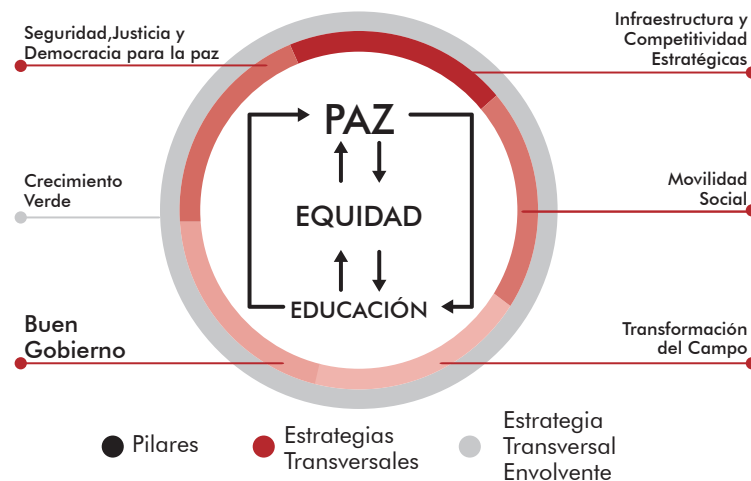 Seguridad,Justicia y
Democracia para la paz
Infraestructura y
Competitividad
Estratégicas
PAZ
Crecimiento
Verde
EQUIDAD
Movilidad
Social
EDUCACIÓN
Buen
Gobierno
Transformación
del Campo
Pilares
Estrategias
Transversales
Estrategia
Transversal
Envolvente